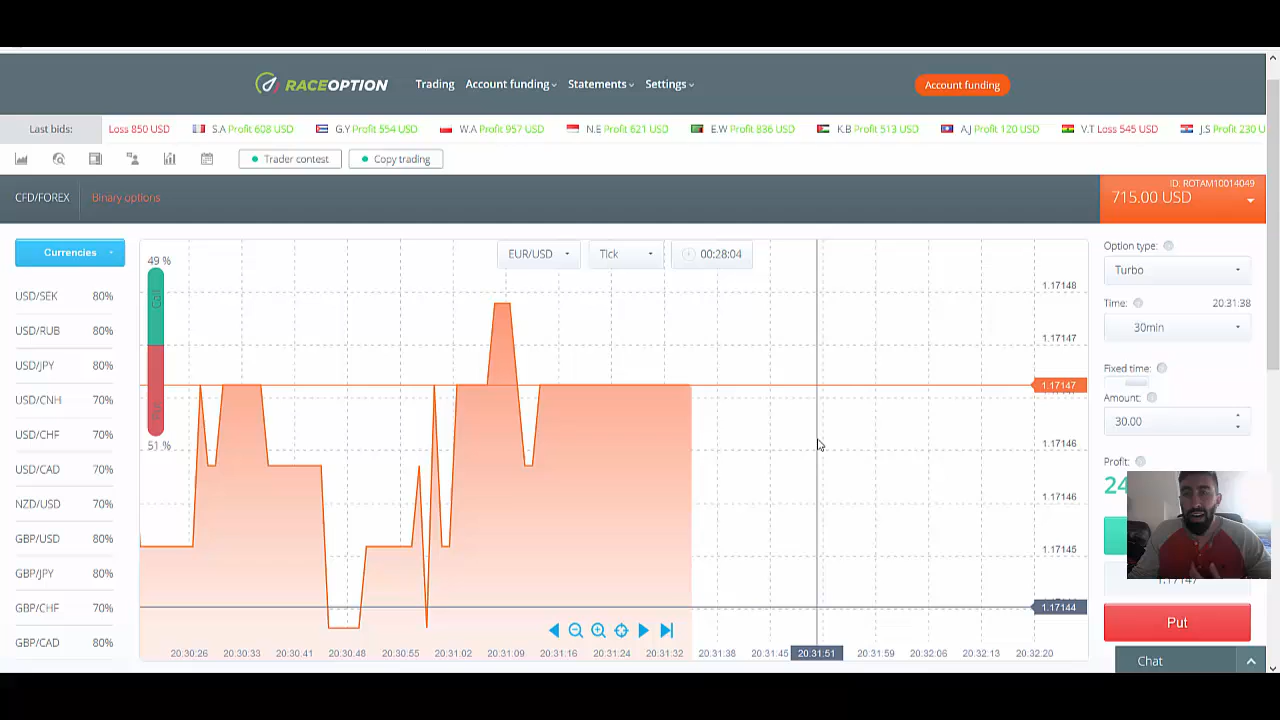 RACEOPTION
Trading
Account funding
Statements
Settings
Account funding
Last bids:
Loss 850 USD
S.A Profit 608 USD
G.Y Profit 554 USD
W.A Profit 957 USD
N.E Profit 621 USD
E.W Profit 836 USD
K.B Profit 513 USD
A.J Profit 120 USD
V.T Loss 545 USD
J.S Profit 230 U
Trader contest
Copy trading
CFD/FOREX
Binary options
ID: ROTAM10014049
715.00 USD
Currencies
USD/SEK 80%
USD/RUB 80%
USD/JPY 80%
USD/CNH 70%
USD/CHF 70%
USD/CAD 70%
NZD/USD 70%
GBP/USD 80%
GBP/JPY 80%
GBP/CHF 70%
GBP/CAD 80%
49 %
Call
51 %
EUR/USD
Tick
00:28:04
1.17148
1.17147
1.17147
1.17146
1.17146
1.17145
1.17144
20:30:26
20:30:33
20:30:41
20:30:48
20:30:55
20:31:02
20:31:09
20:31:16
20:31:24
20:31:32
20:31:38
20:31:45
20:31:51
20:31:59
20:32:06
20:32:13
20:32:20
Option type:
Turbo
Time:
20:31:38
30min
Fixed time:
Amount:
30.00
Profit:
24
1.17147
Put
Chat